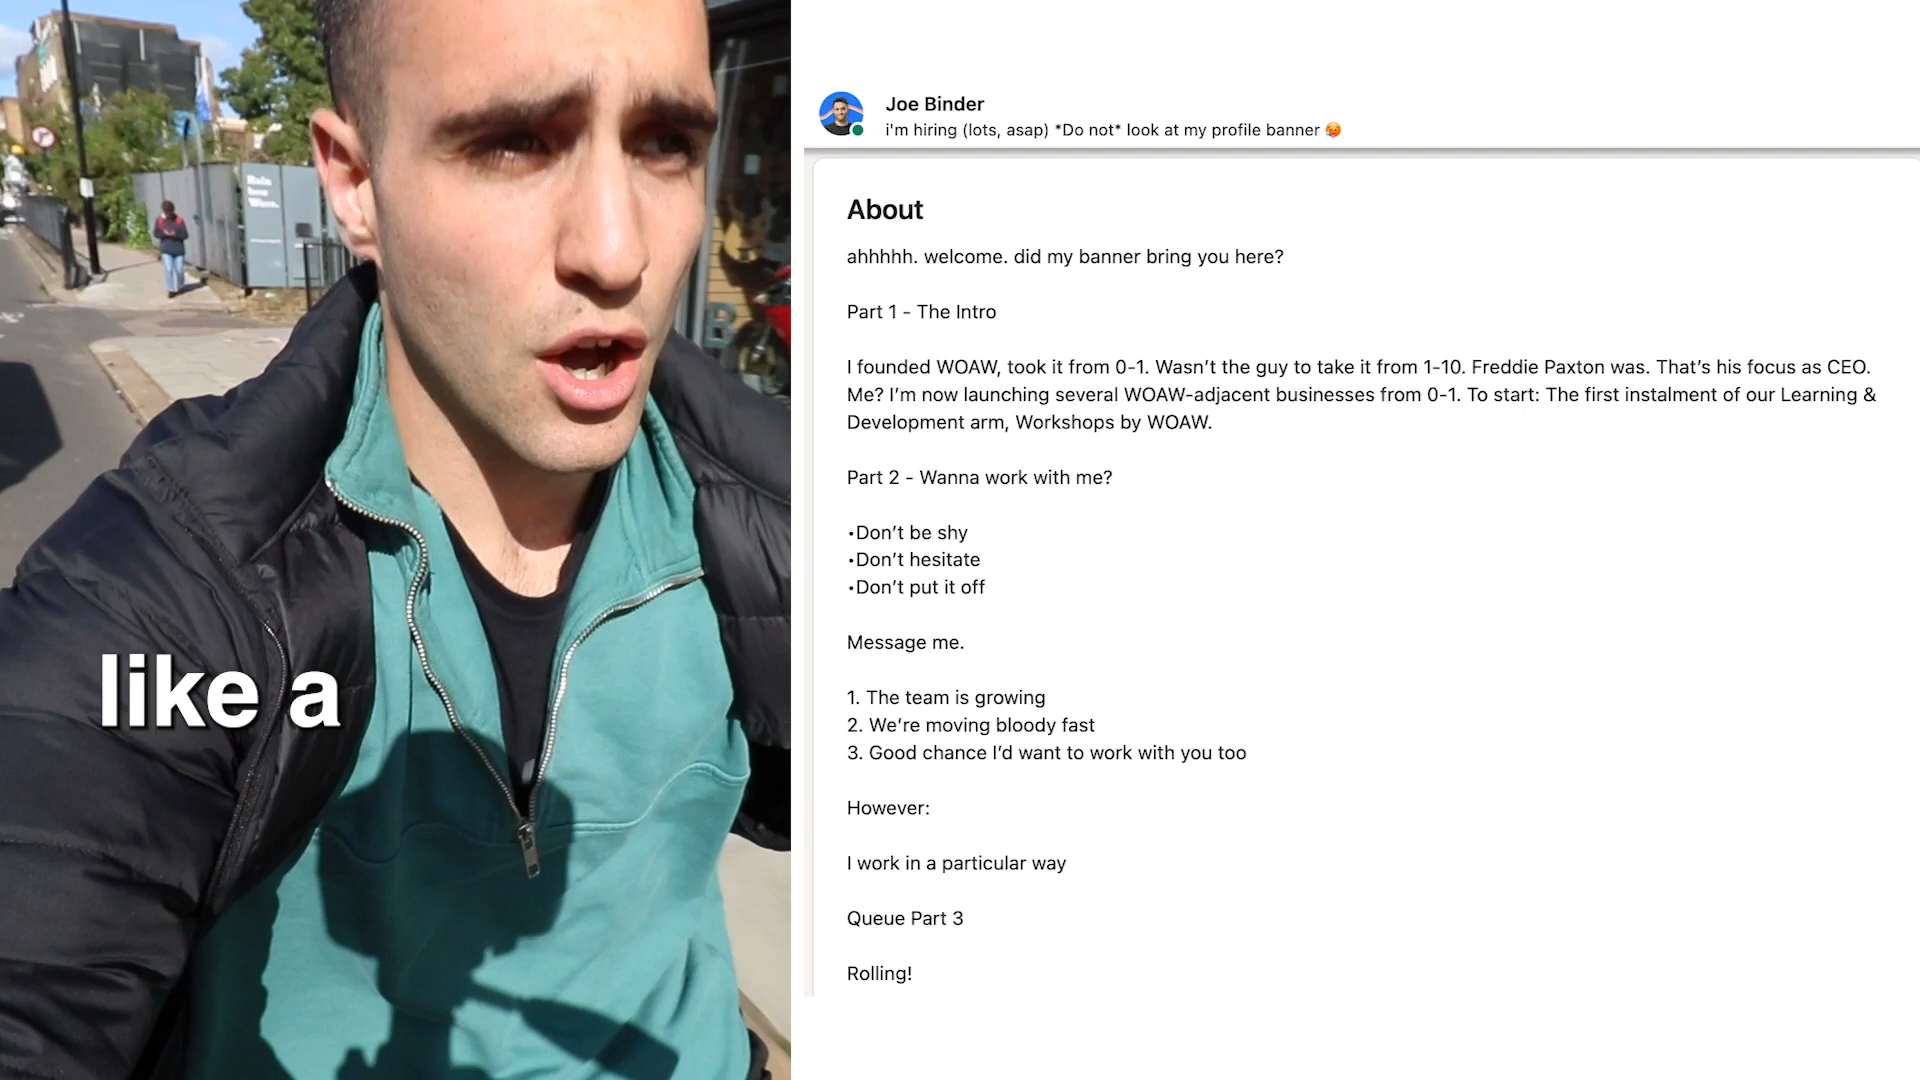 Rain
bow
Wave.
like a
Joe Binder
i'm hiring (lots, asap) *Do not* look at my profile banner 🥵
About
ahhhhh. welcome. did my banner bring you here?
Part 1 - The Intro
I founded WOAW, took it from 0-1. Wasn't the guy to take it from 1-10. Freddie Paxton was. That's his focus as CEO.
Me? I'm now launching several WOAW-adjacent businesses from 0-1. To start: The first instalment of our Learning &
Development arm, Workshops by WOAW.
Part 2 - Wanna work with me?
•Don't be shy
•Don't hesitate
•Don't put it off
Message me.
1. The team is growing
2. We're moving bloody fast
3. Good chance I'd want to work with you too
However:
I work in a particular way
Queue Part 3
Rolling!